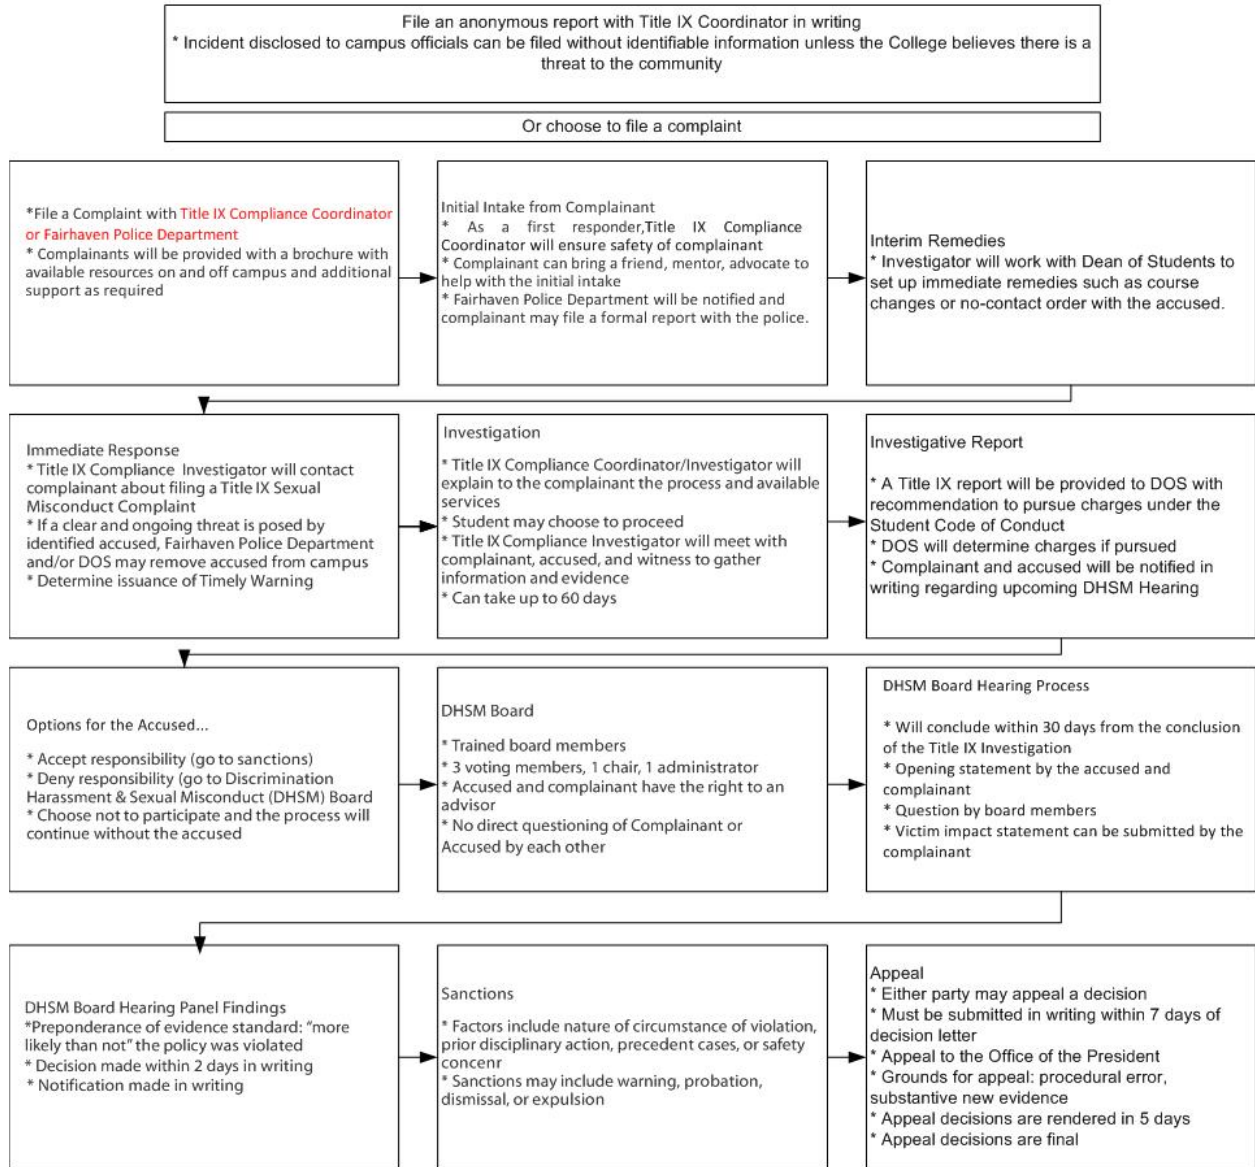 File an anonymous report with Title IX Coordinator in writing
* Incident disclosed to campus officials can be filed without identifiable information unless the College believes there is a
threat to the community
Or choose to file a complaint
*File a Complaint with Title IX Compliance Coordinator
or Fairhaven Police Department
* Complainants will be provided with a brochure with
available resources on and off campus and additional
support as required
Initial Intake from Complainant
* As a first responder,Title IX Compliance
Coordinator will ensure safety of complainant
* Complainant can bring a friend, mentor, advocate to
help with the initial intake
* Fairhaven Police Department will be notified and
complainant may file a formal report with the police.
Interim Remedies
* Investigator will work with Dean of Students to
set up immediate remedies such as course
changes or no-contact order with the accused.
Immediate Response
* Title IX Compliance Investigator will contact
complainant about filing a Title IX Sexual
Misconduct Complaint
* If a clear and ongoing threat is posed by
identified accused, Fairhaven Police Department
and/or DOS may remove accused from campus
* Determine issuance of Timely Warning
Investigation
* Title IX Compliance Coordinator/Investigator will
explain to the complainant the process and available
services
* Student may choose to proceed
* Title IX Compliance Investigator will meet with
complainant, accused, and witness to gather
information and evidence
* Can take up to 60 days
Investigative Report
* A Title IX report will be provided to DOS with
recommendation to pursue charges under the
Student Code of Conduct
* DOS will determine charges if pursued
* Complainant and accused will be notified in
writing regarding upcoming DHSM Hearing
Options for the Accused...
* Accept responsibility (go to sanctions)
* Deny responsibility (go to Discrimination
Harassment & Sexual Misconduct (DHSM) Board
* Choose not to participate and the process will
continue without the accused
DHSM Board
* Trained board members
* 3 voting members, 1 chair, 1 administrator
* Accused and complainant have the right to an
advisor
* No direct questioning of Complainant or
Accused by each other
DHSM Board Hearing Process
* Will conclude within 30 days from the conclusion
of the Title IX Investigation
* Opening statement by the accused and
complainant
* Question by board members
* Victim impact statement can be submitted by the
complainant
DHSM Board Hearing Panel Findings
*Preponderance of evidence standard: "more
likely than not" the policy was violated
* Decision made within 2 days in writing
* Notification made in writing
Sanctions
* Factors include nature of circumstance of violation,
prior disciplinary action, precedent cases, or safety
concenr
* Sanctions may include warning, probation,
dismissal, or expulsion
Appeal
* Either party may appeal a decision
* Must be submitted in writing within 7 days of
decision letter
* Appeal to the Office of the President
* Grounds for appeal: procedural error,
substantive new evidence
* Appeal decisions are rendered in 5 days
* Appeal decisions are final